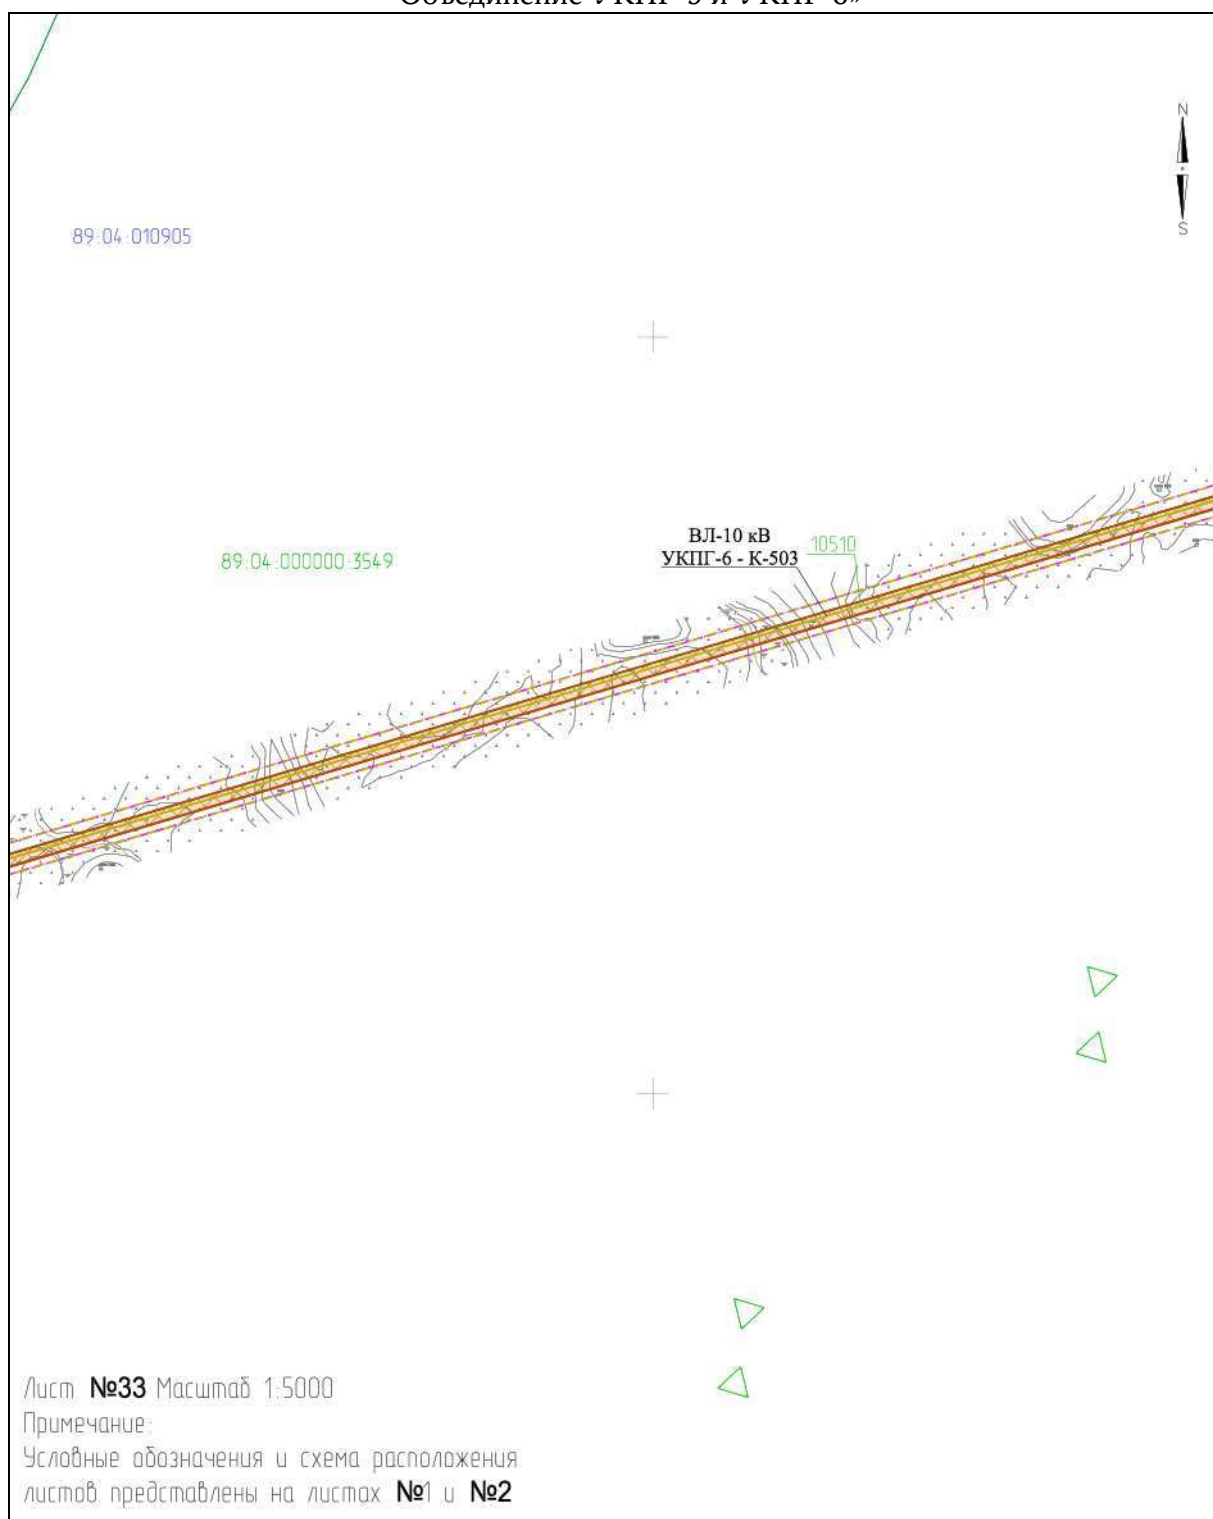 Объединение УКПГ-5 и УКПГ-6»
N
S
89:04:010905
89:04:000000:3549
ВЛ-10 кВ
УКПГ-6 - К-503
10510
Лист №33 Масштаб 1:5000
Примечание:
Условные обозначения и схема расположения
листов представлены на листах №1 и №2